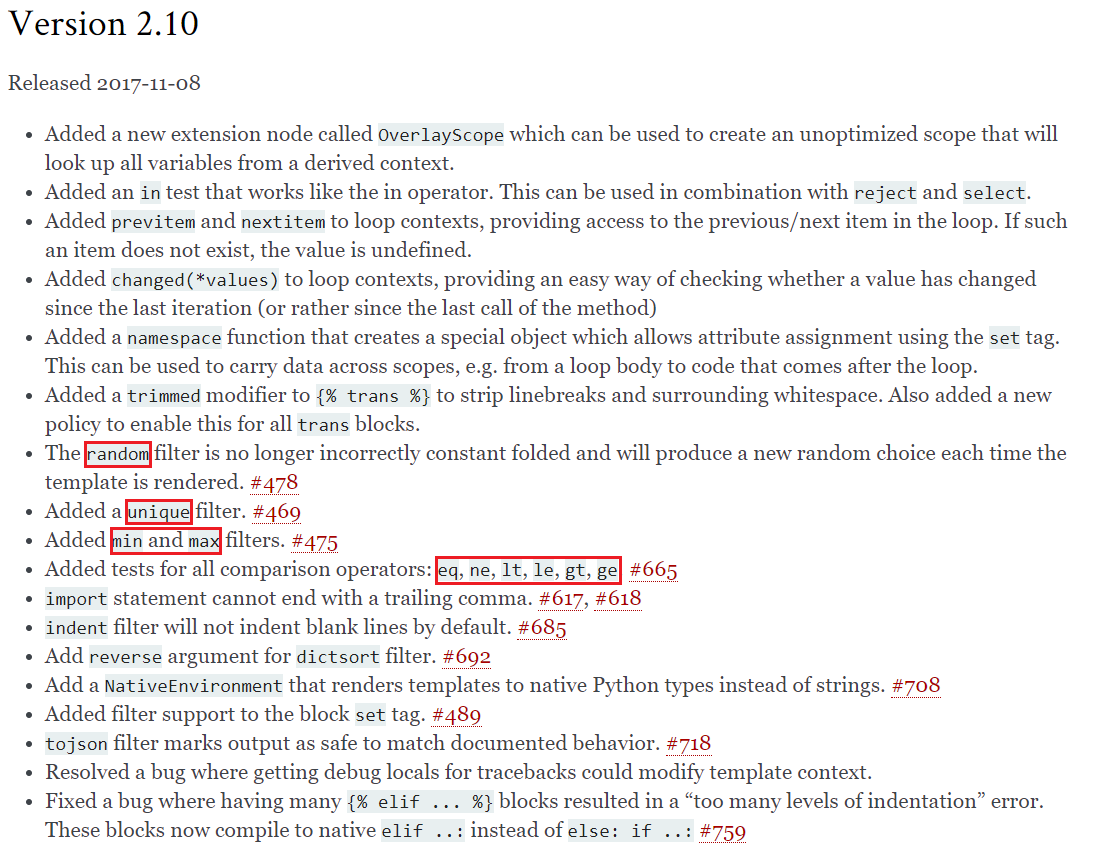 Version 2.10
Released 2017-11-08
• Added a new extension node called OverlayScope which can be used to create an unoptimized scope that will
look up all variables from a derived context.
• Added an in test that works like the in operator. This can be used in combination with reject and select.
• Added previtem and nextitem to loop contexts, providing access to the previous/next item in the loop. If such
an item does not exist, the value is undefined.
• Added changed(*values) to loop contexts, providing an easy way of checking whether a value has changed
since the last iteration (or rather since the last call of the method)
• Added a namespace function that creates a special object which allows attribute assignment using the set tag.
This can be used to carry data across scopes, e.g. from a loop body to code that comes after the loop.
• Added a trimmed modifier to {% trans %} to strip linebreaks and surrounding whitespace. Also added a new
policy to enable this for all trans blocks.
• The random filter is no longer incorrectly constant folded and will produce a new random choice each time the
template is rendered. #478
• Added a unique filter. #469
• Added min and max filters. #475
• Added tests for all comparison operators: eq, ne, lt, le, gt, ge #665
• import statement cannot end with a trailing comma. #617, #618
• indent filter will not indent blank lines by default. #685
• Add reverse argument for dictsort filter. #692
• Add a NativeEnvironment that renders templates to native Python types instead of strings. #708
• Added filter support to the block set tag. #489
• tojson filter marks output as safe to match documented behavior. #718
• Resolved a bug where getting debug locals for tracebacks could modify template context.
• Fixed a bug where having many {% elif ... %} blocks resulted in a “too many levels of indentation” error.
These blocks now compile to native elif ..: instead of else: if ..: #759